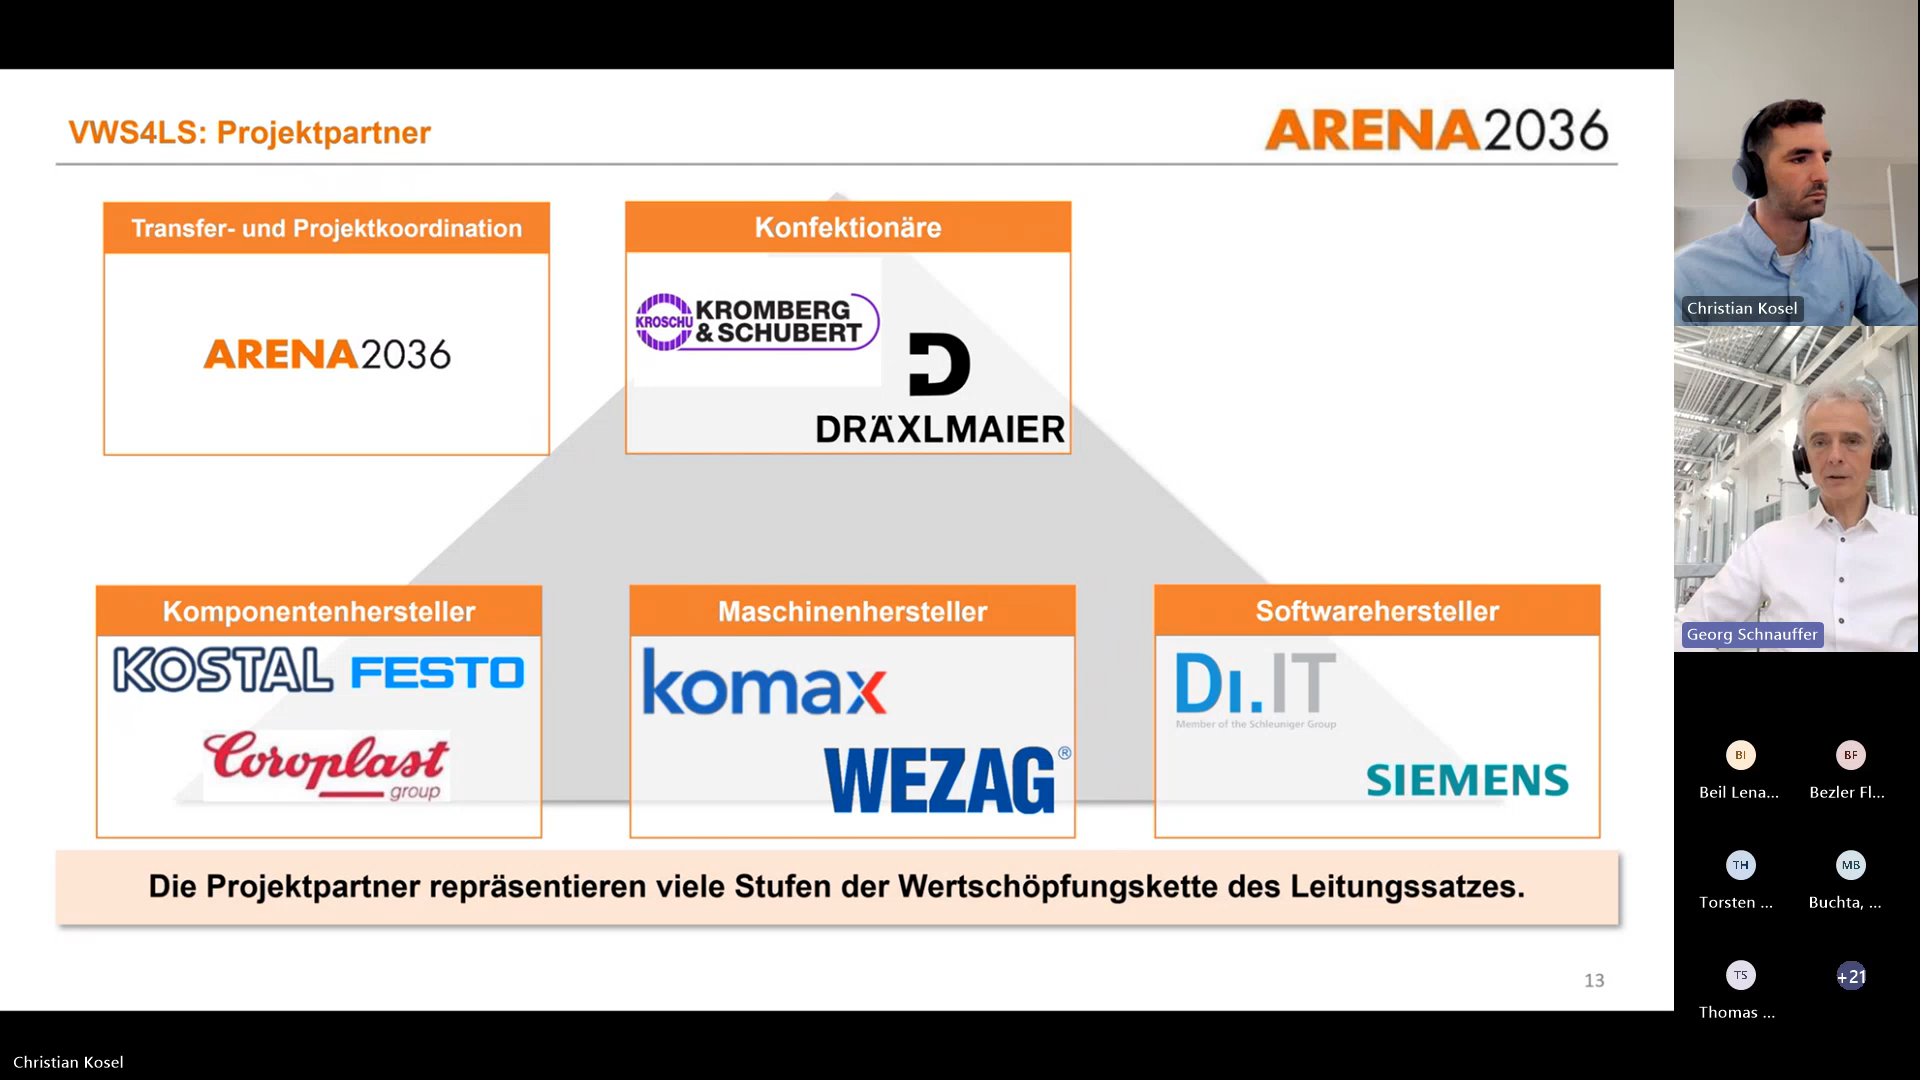 VWS4LS: Projektpartner
ARENA2036
Transfer- und Projektkoordination
ARENA2036
Konfektionäre
KROSCHU
KROMBERG
& SCHUBERT
D
DRÄXLMAIER
Komponentenhersteller
KOSTAL
FESTO
Coroplast
group
Maschinenhersteller
komax
WEZAG®
Softwarehersteller
DI.IT
Member of the Schleuniger Group
SIEMENS
Die Projektpartner repräsentieren viele Stufen der Wertschöpfungskette des Leitungssatzes.
13
Christian Kosel
Christian Kosel
Georg Schnauffer
BI
Beil Lena...
BF
Bezler Fl...
TH
Torsten ...
MB
Buchta, ...
TS
Thomas ...
+21